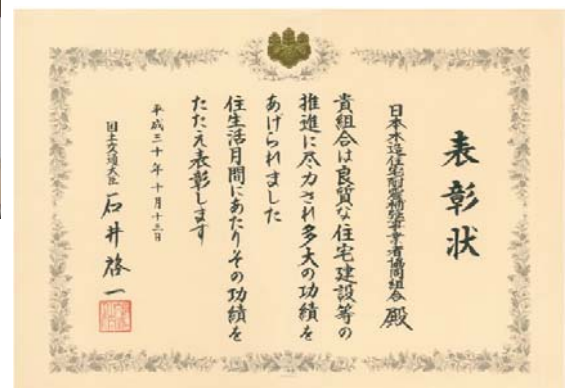 表彰状
日本木造住宅耐震補強事業者協同組合 殿
貴組合は良質な住宅建設等の
推進に尽力され多大の功績を
あげられました
住生活月間にあたりその功績を
たたえ表彰します
平成三十年十月十三日
国土交通大臣 石井啓一